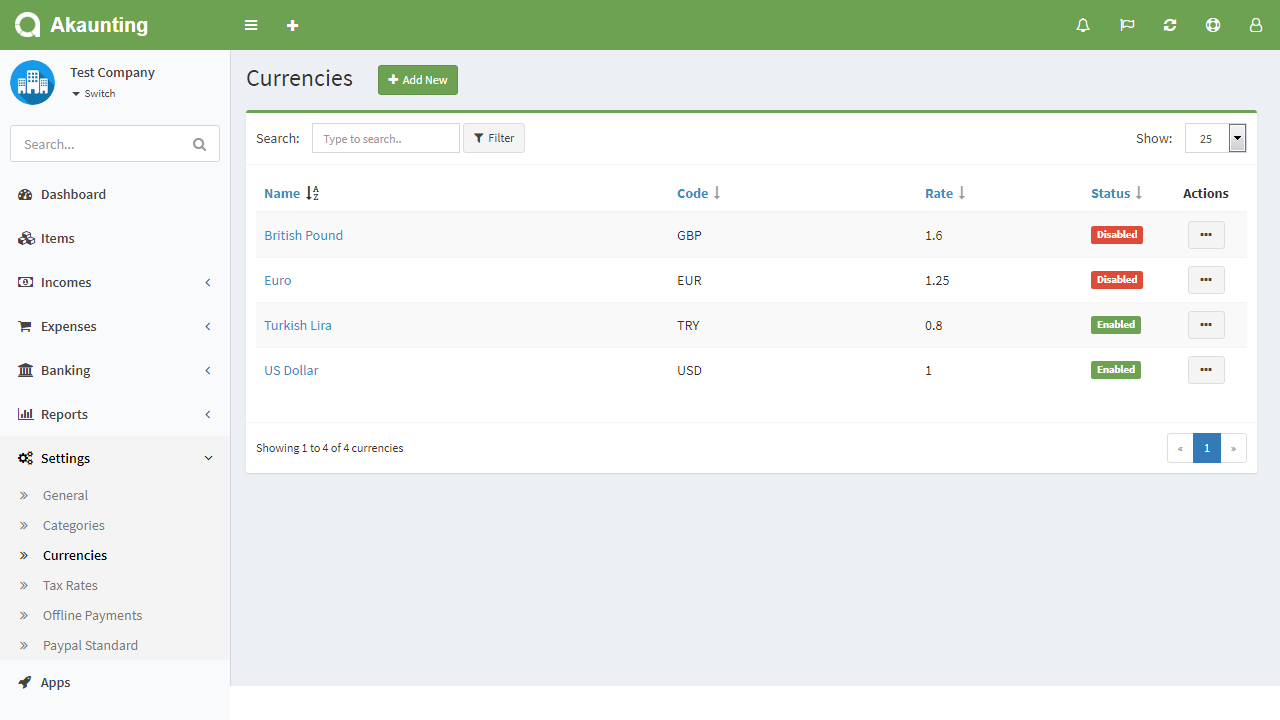 Akaunting
Test Company
Switch
Search...
Dashboard
Items
Incomes
Expenses
Banking
Reports
Settings
General
Categories
Currencies
Tax Rates
Offline Payments
Paypal Standard
Apps
Currencies
Add New
Search: Type to search.. Filter Show: 25
Name Code Rate Status Actions
British Pound GBP 1.6 Disabled
Euro EUR 1.25 Disabled
Turkish Lira TRY 0.8 Enabled
US Dollar USD 1 Enabled
Showing 1 to 4 of 4 currencies « 1 »